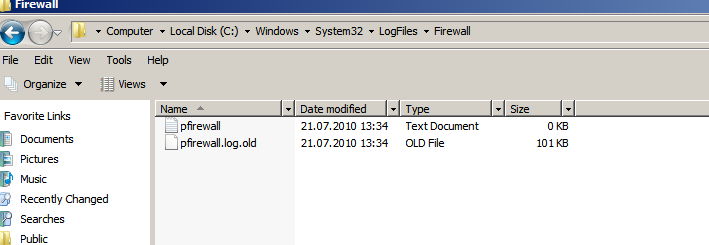 Firewall
Computer Local Disk (C:) Windows System32 LogFiles Firewall
File Edit View Tools Help
Organize Views
Favorite Links
Documents
Pictures
Music
Recently Changed
Searches
Public
Name Date modified Type Size
pfirewall 21.07.2010 13:34 Text Document 0 KB
pfirewall.log.old 21.07.2010 13:34 OLD File 101 KB